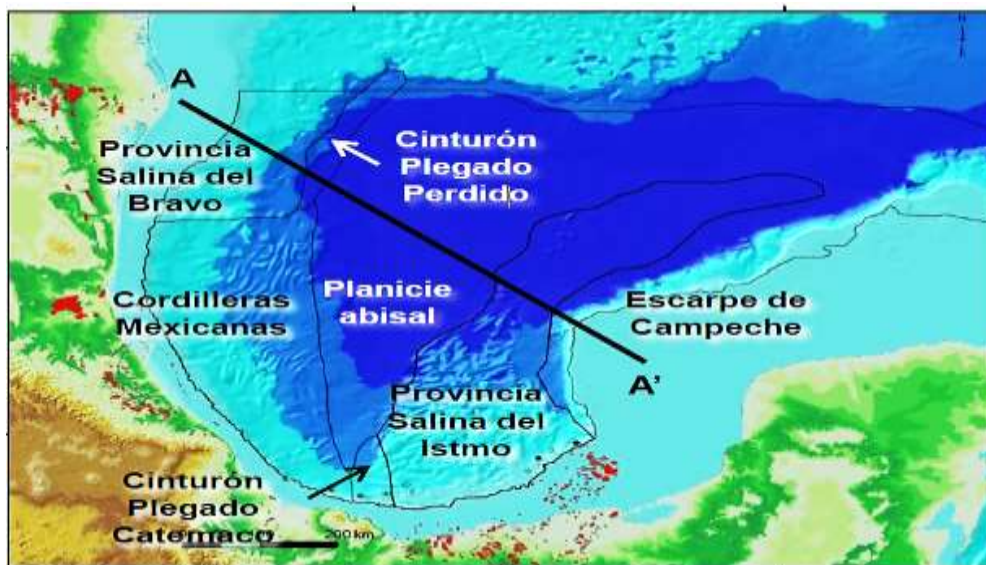 A
Provincia
Salina del
Bravo
Cinturón
Plegado
Perdido
Cordilleras
Mexicanas
Planicie
abisal
Escarpe de
Campeche
A'
Provincia
Salina del
Istmo
Cinturón
Plegado
Catemaco
200 km